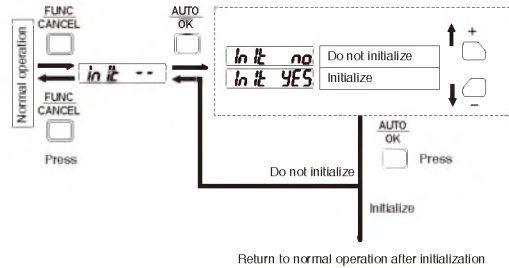 FUNC
CANCEL
AUTO
OK
Normal operation
Init --
Init no
Do not initialize
Init YES
Initialize
+
−
FUNC
CANCEL
Press
AUTO
OK
Press
Do not initialize
Initialize
Return to normal operation after initialization